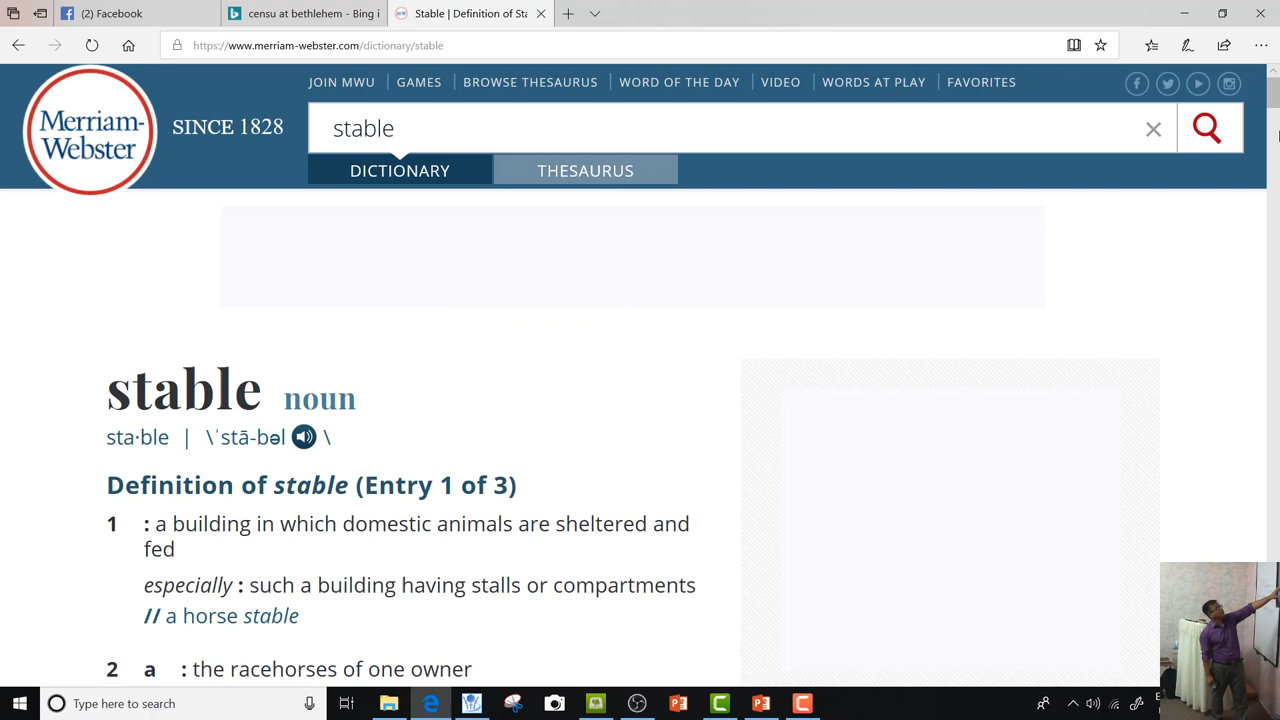 Facebook
censu at bethlehem - Bing i
Stable | Definition of Sta
https://www.merriam-webster.com/dictionary/stable
JOIN MWU
GAMES
BROWSE THESAURUS
WORD OF THE DAY
VIDEO
WORDS AT PLAY
FAVORITES
Merriam-
Webster
SINCE 1828
stable
DICTIONARY
THESAURUS
stable noun
sta·ble | \ ˈstā-bəl \
Definition of stable (Entry 1 of 3)
1 : a building in which domestic animals are sheltered and
fed
especially : such a building having stalls or compartments
// a horse stable
2 a : the racehorses of one owner
Type here to search